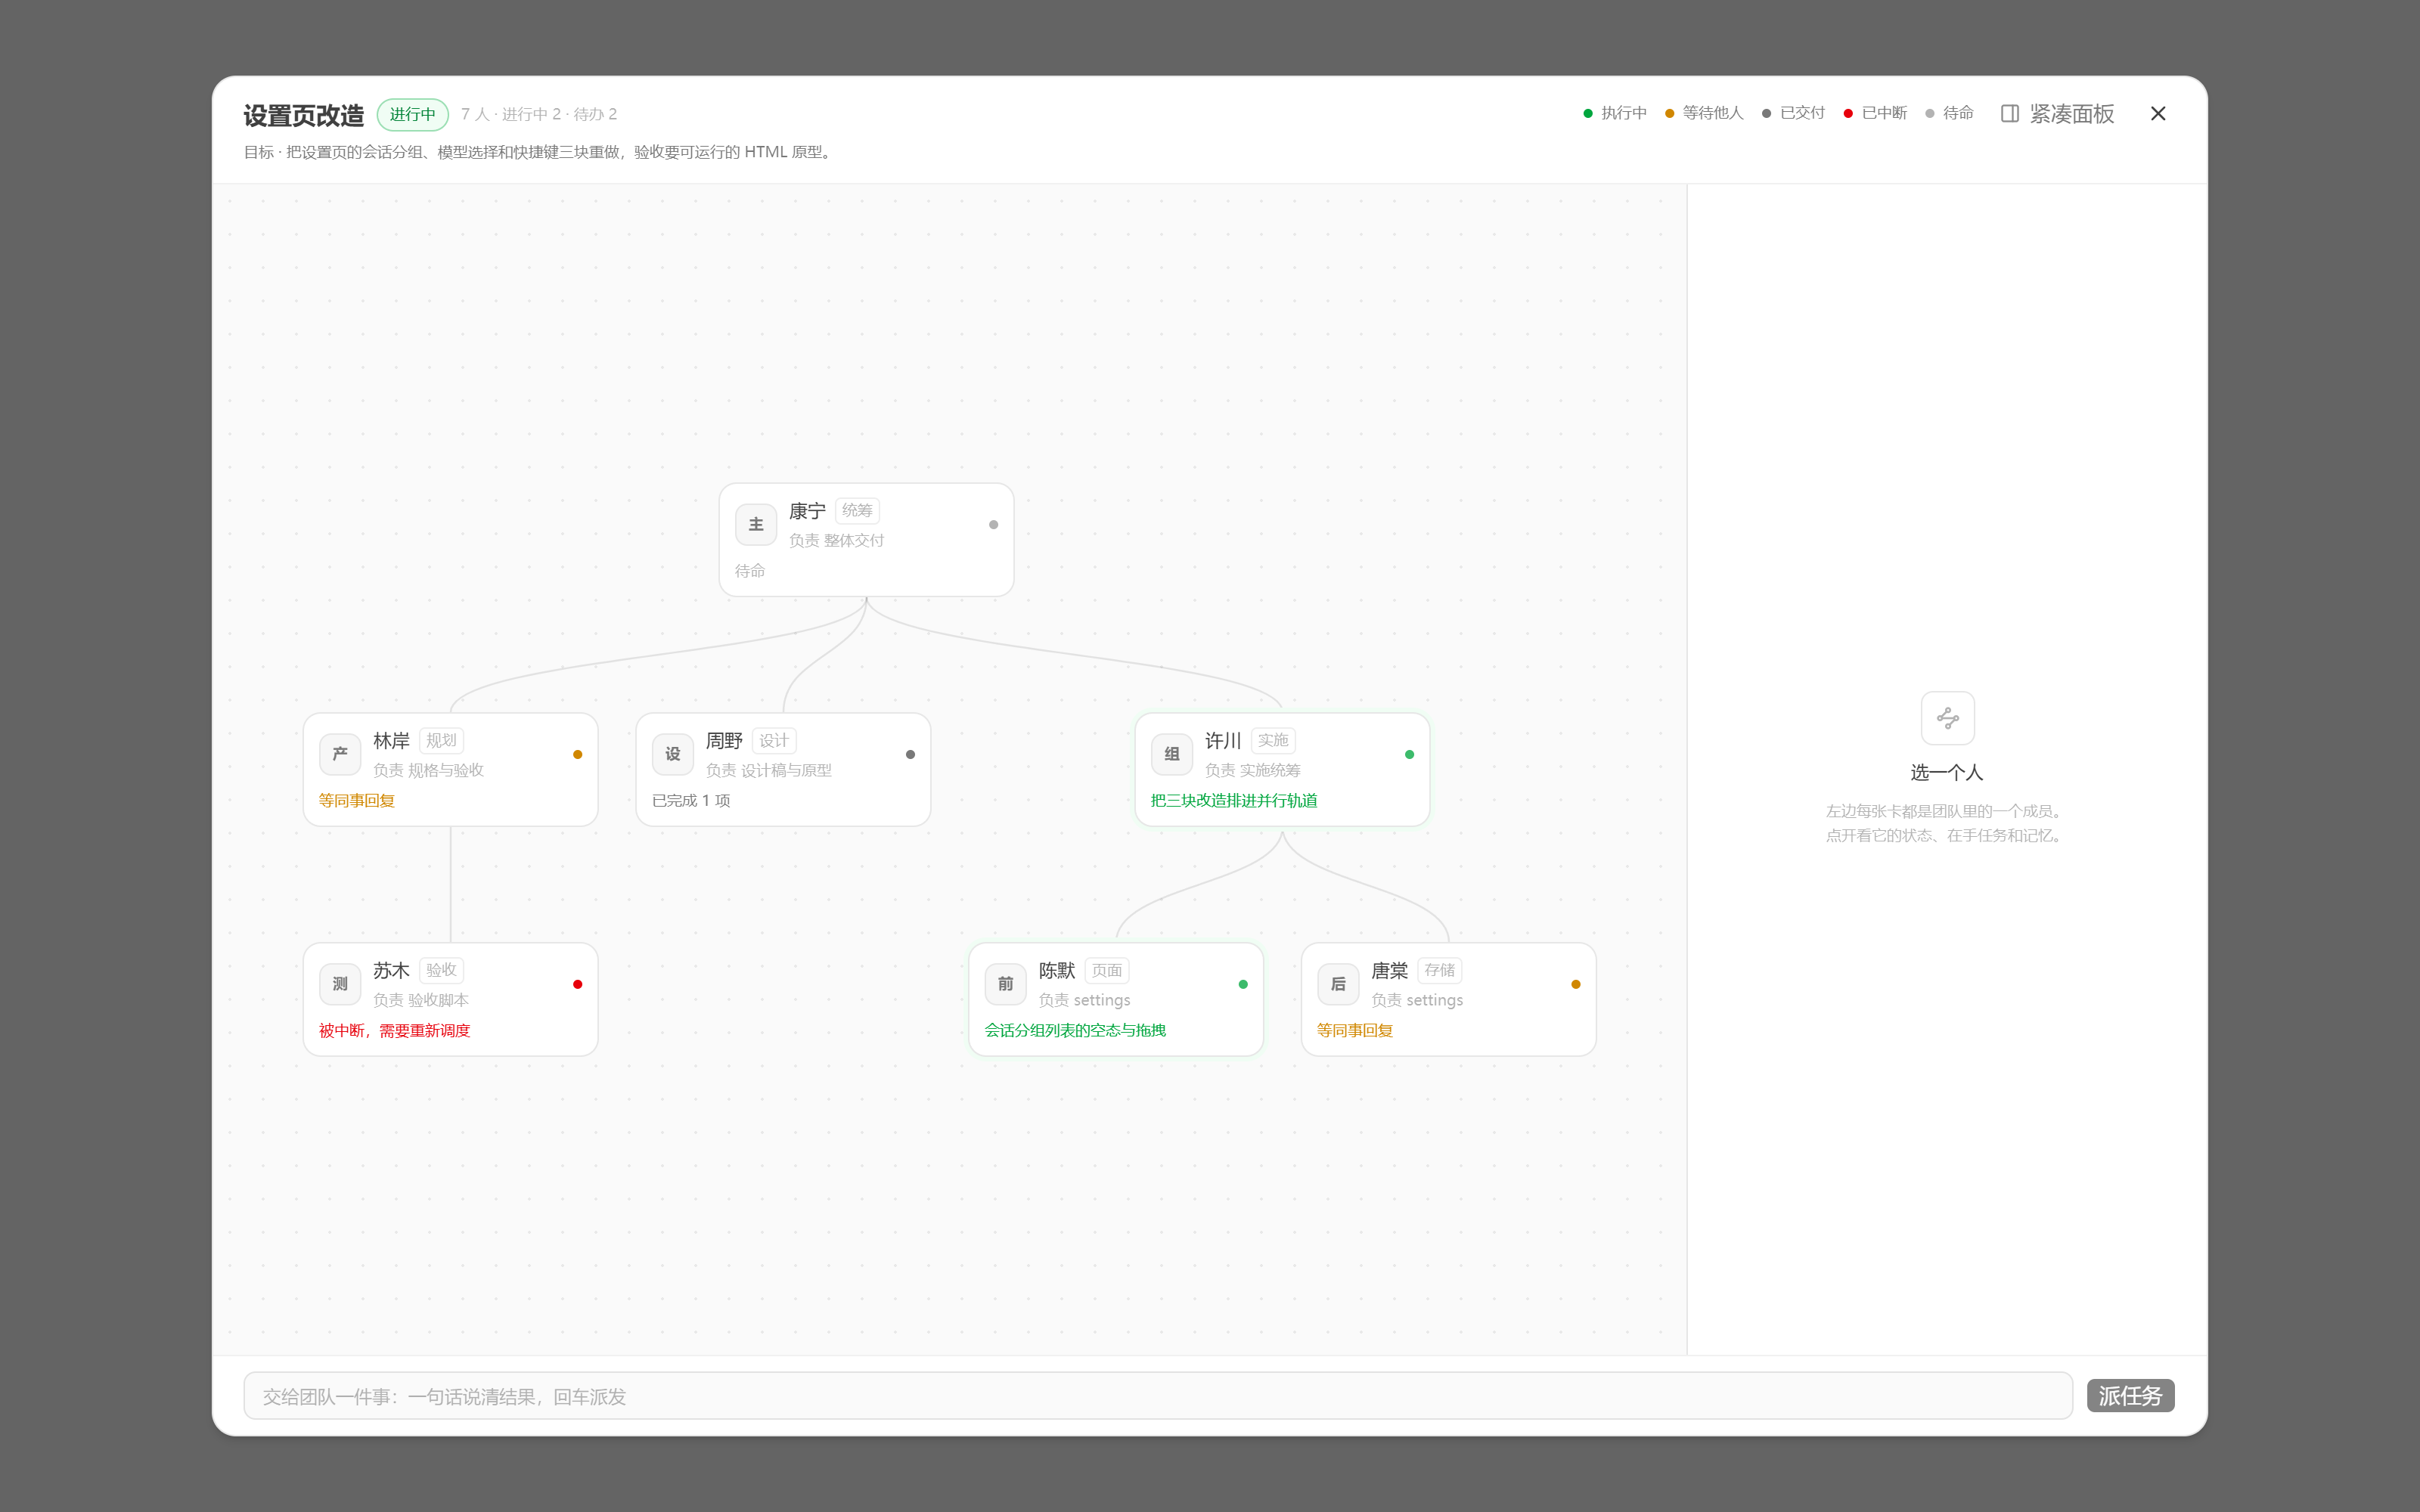 设置页改造 进行中 7 人 · 进行中 2 · 待办 2
执行中 等待他人 已交付 已中断 待命 紧凑面板
目标 · 把设置页的会话分组、模型选择和快捷键三块重做，验收要可运行的 HTML 原型。
主 康宁 统筹
负责 整体交付
待命
产 林岸 规划
负责 规格与验收
等同事回复
设 周野 设计
负责 设计稿与原型
已完成 1 项
组 许川 实施
负责 实施统筹
把三块改造排进并行轨道
测 苏木 验收
负责 验收脚本
被中断，需要重新调度
前 陈默 页面
负责 settings
会话分组列表的空态与拖拽
后 唐棠 存储
负责 settings
等同事回复
选一个人
左边每张卡都是团队里的一个成员。
点开看它的状态、在手任务和记忆。
交给团队一件事：一句话说清结果，回车派发
派任务